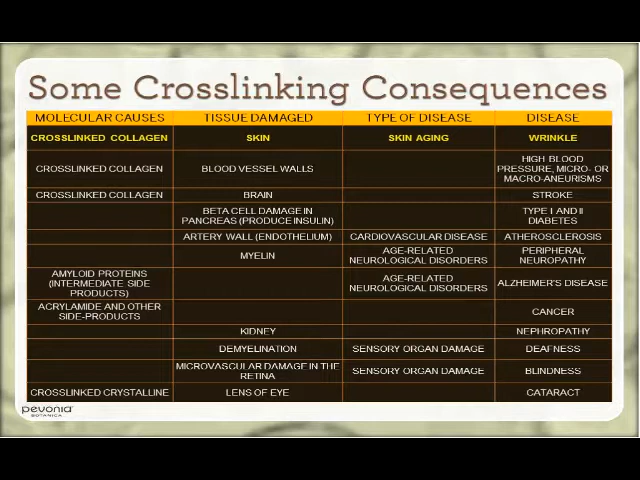 Some Crosslinking Consequences
MOLECULAR CAUSES TISSUE DAMAGED TYPE OF DISEASE DISEASE
CROSSLINKED COLLAGEN SKIN SKIN AGING WRINKLE
CROSSLINKED COLLAGEN BLOOD VESSEL WALLS HIGH BLOOD
PRESSURE, MICRO- OR
MACRO-ANEURISMS
CROSSLINKED COLLAGEN BRAIN STROKE
BETA CELL DAMAGE IN
PANCREAS (PRODUCE INSULIN)
TYPE I AND II
DIABETES
ARTERY WALL (ENDOTHELIUM) CARDIOVASCULAR DISEASE ATHEROSCLEROSIS
MYELIN
AGE-RELATED
NEUROLOGICAL DISORDERS
PERIPHERAL
NEUROPATHY
AMYLOID PROTEINS
(INTERMEDIATE SIDE
PRODUCTS)
AGE-RELATED
NEUROLOGICAL DISORDERS
ALZHEIMER'S DISEASE
ACRYLAMIDE AND OTHER
SIDE-PRODUCTS
CANCER
KIDNEY NEPHROPATHY
DEMYELINATION SENSORY ORGAN DAMAGE DEAFNESS
MICROVASCULAR DAMAGE IN THE
RETINA
SENSORY ORGAN DAMAGE BLINDNESS
CROSSLINKED CRYSTALLINE LENS OF EYE CATARACT
pevonia
BOTANICA